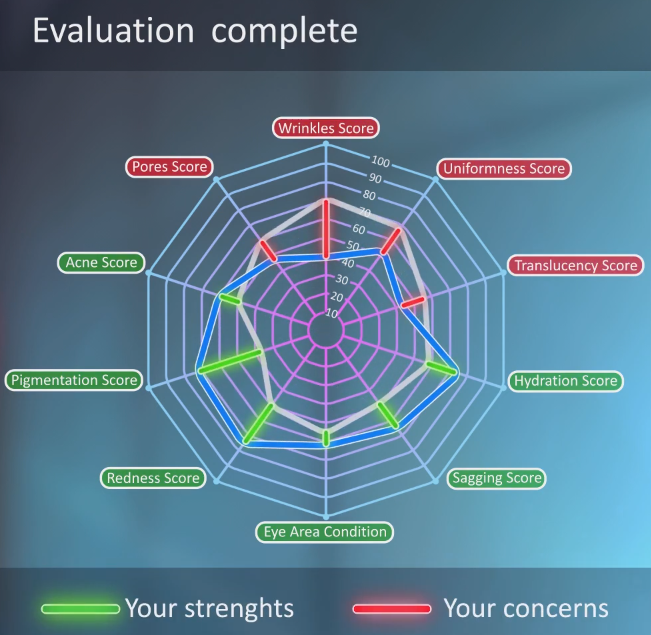 Evaluation complete
Wrinkles Score
Pores Score
Uniformness Score
100
90
80
70
60
50
40
30
20
10
Acne Score
Translucency Score
Pigmentation Score
Hydration Score
Redness Score
Sagging Score
Eye Area Condition
Your strenghts
Your concerns